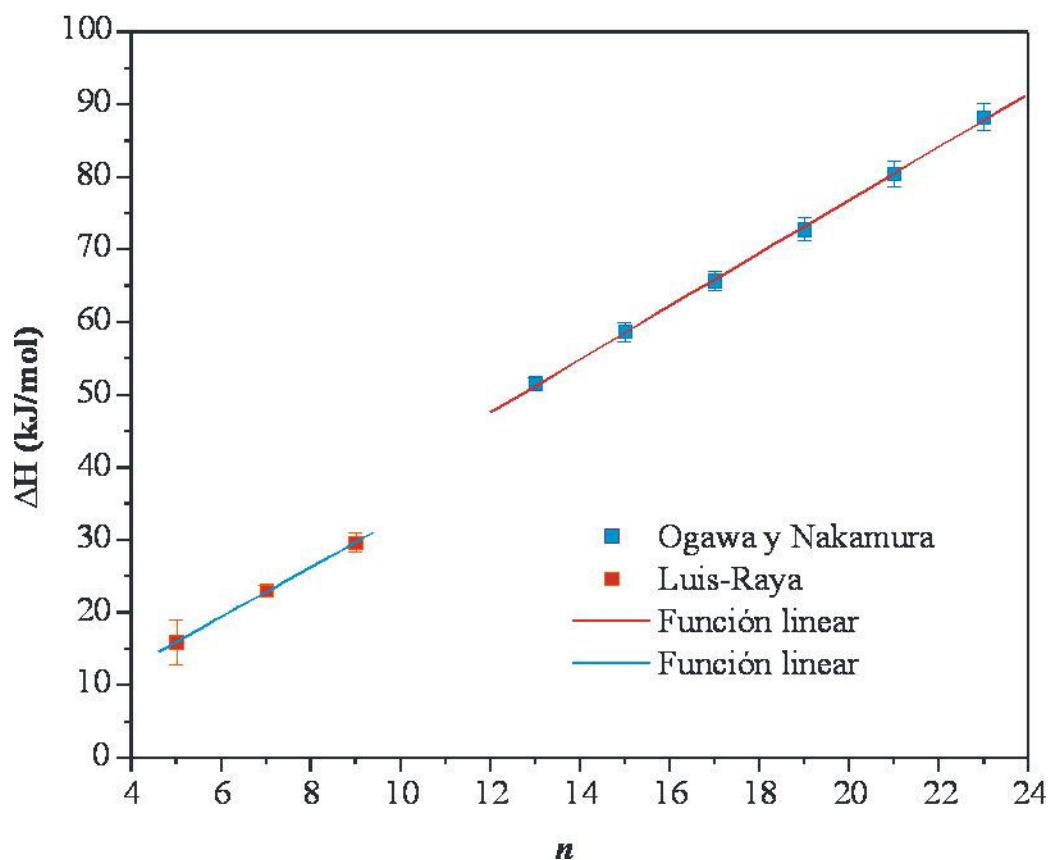 100
90
80
70
60
50
40
30
20
10
0
ΔH (kJ/mol)
Ogawa y Nakamura
Luis-Raya
Función linear
Función linear
4 6 8 10 12 14 16 18 20 22 24
n